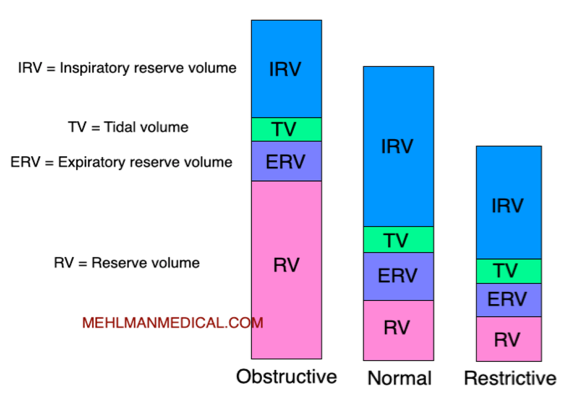 IRV = Inspiratory reserve volume
TV = Tidal volume
ERV = Expiratory reserve volume
RV = Reserve volume
MEHLMANMEDICAL.COM
IRV
TV
ERV
RV
Obstructive
IRV
TV
ERV
RV
Normal
IRV
TV
ERV
RV
Restrictive